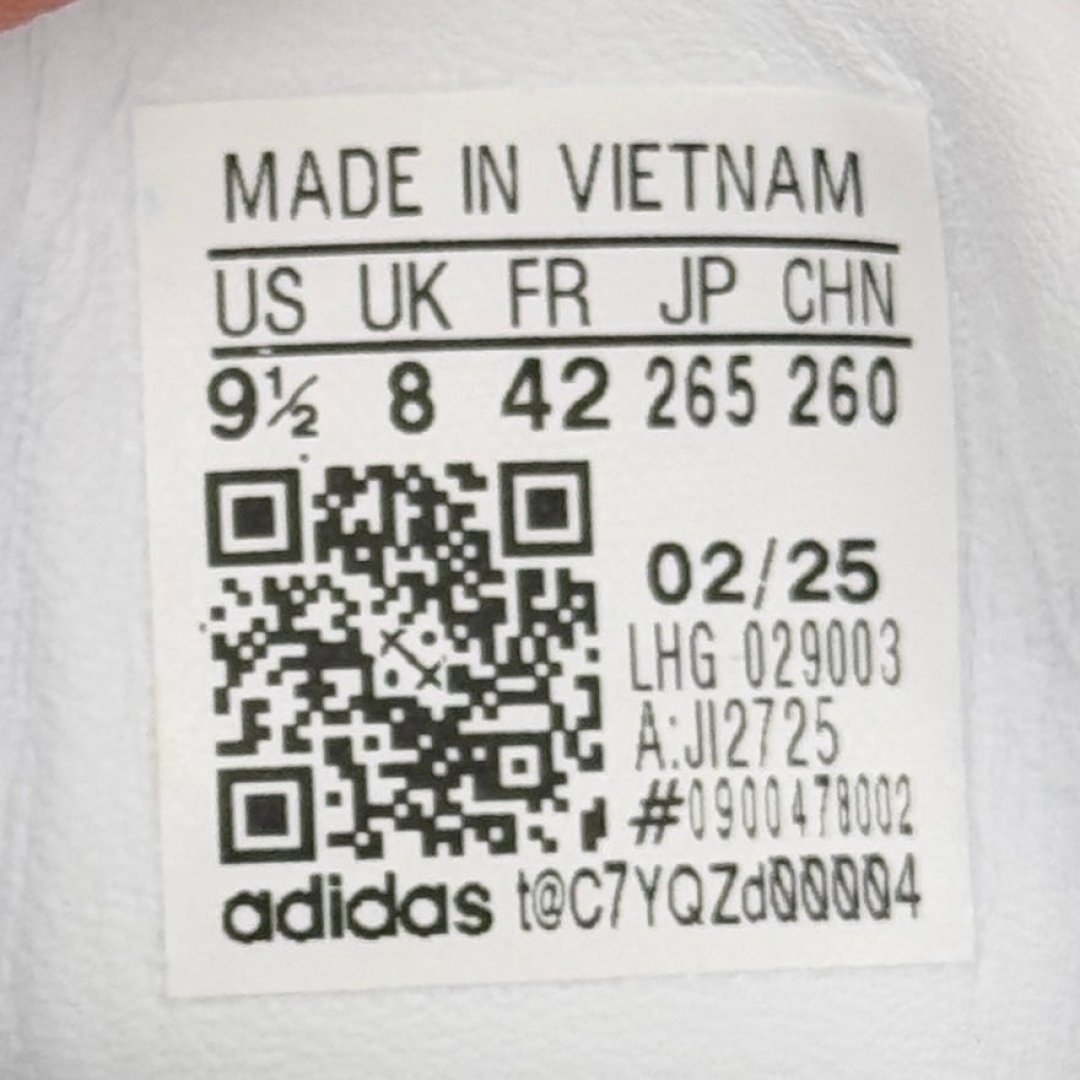 MADE IN VIETNAM
US UK FR JP CHN
9½ 8 42 265 260
02/25
LHG 029003
A:JI2725
#0900478002
adidas t@C7YQZd00004